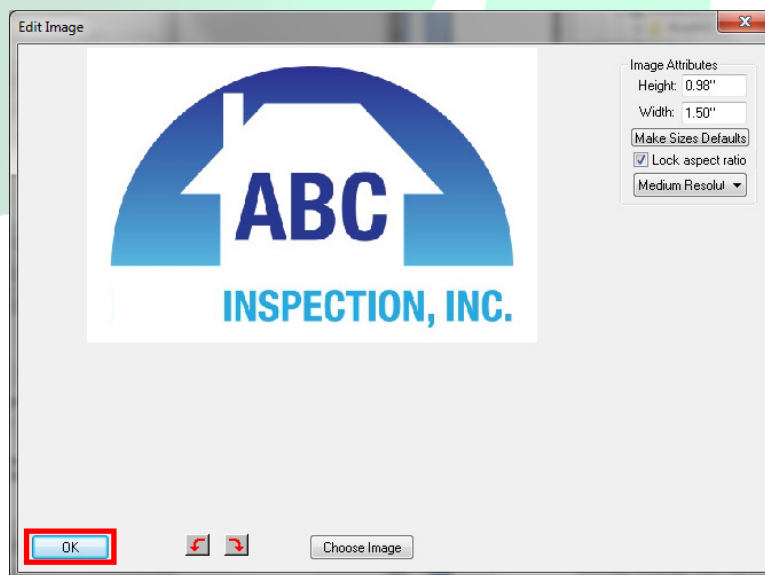 Edit Image
X
ABC
INSPECTION, INC.
Image Attributes
Height: 0.98"
Width: 1.50"
Make Sizes Defaults
Lock aspect ratio
Medium Resolut
OK
Choose Image